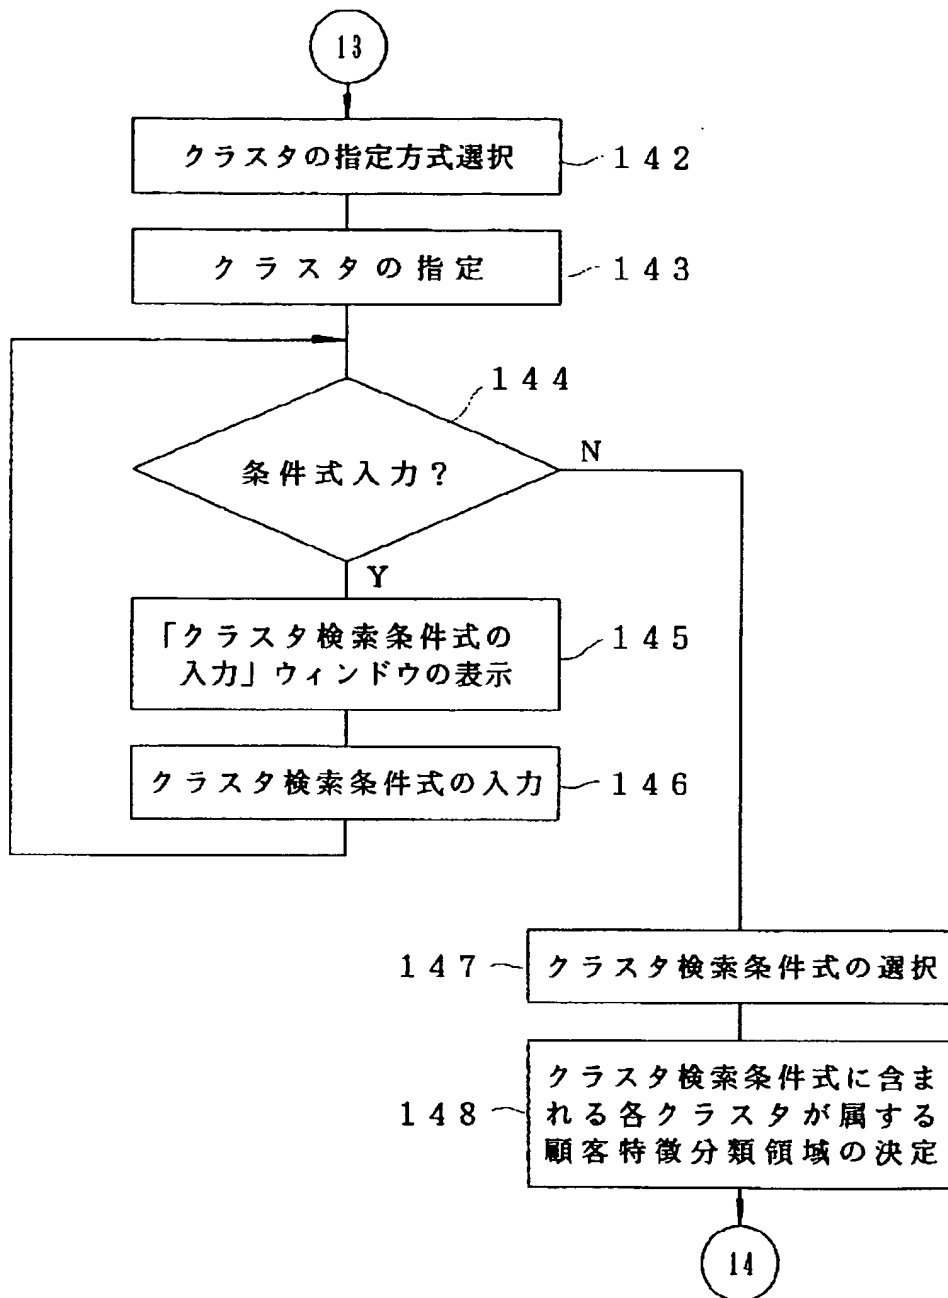 13
クラスタの指定方式選択
142
クラスタの指定
143
144
条件式入力?
N
Y
「クラスタ検索条件式の
入力」ウィンドウの表示
145
クラスタ検索条件式の入力
146
147
クラスタ検索条件式の選択
クラスタ検索条件式に含ま
れる各クラスタが属する
顧客特徴分類領域の決定
148
14